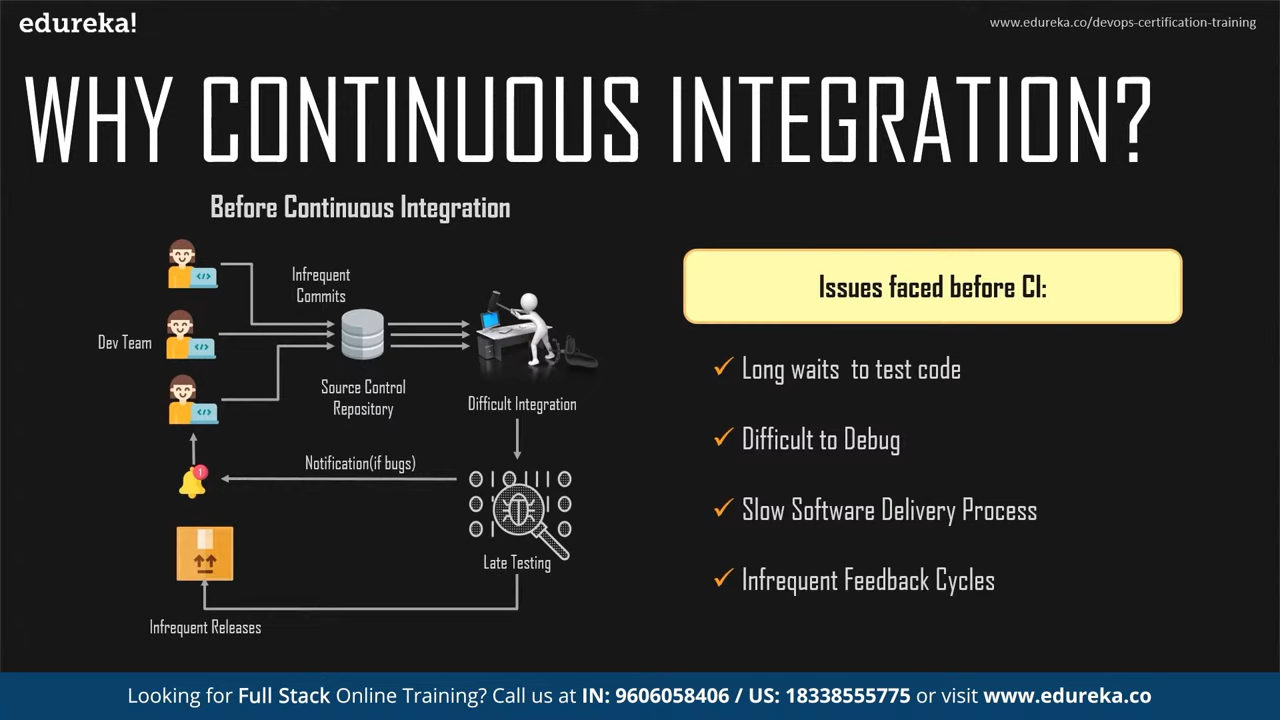 edureka!
www.edureka.co/devops-certification-training
WHY CONTINUOUS INTEGRATION?
Before Continuous Integration
Infrequent
Commits
Dev Team
Source Control
Repository
Difficult Integration
Notification(if bugs)
1
Late Testing
Infrequent Releases
Issues faced before CI:
Long waits to test code
Difficult to Debug
Slow Software Delivery Process
Infrequent Feedback Cycles
Looking for Full Stack Online Training? Call us at IN: 9606058406 / US: 18338555775 or visit www.edureka.co